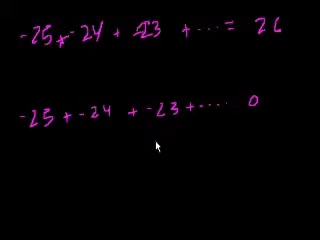 -25 + -24 + -23 + ... = 26
-25 + -24 + -23 + .... 0